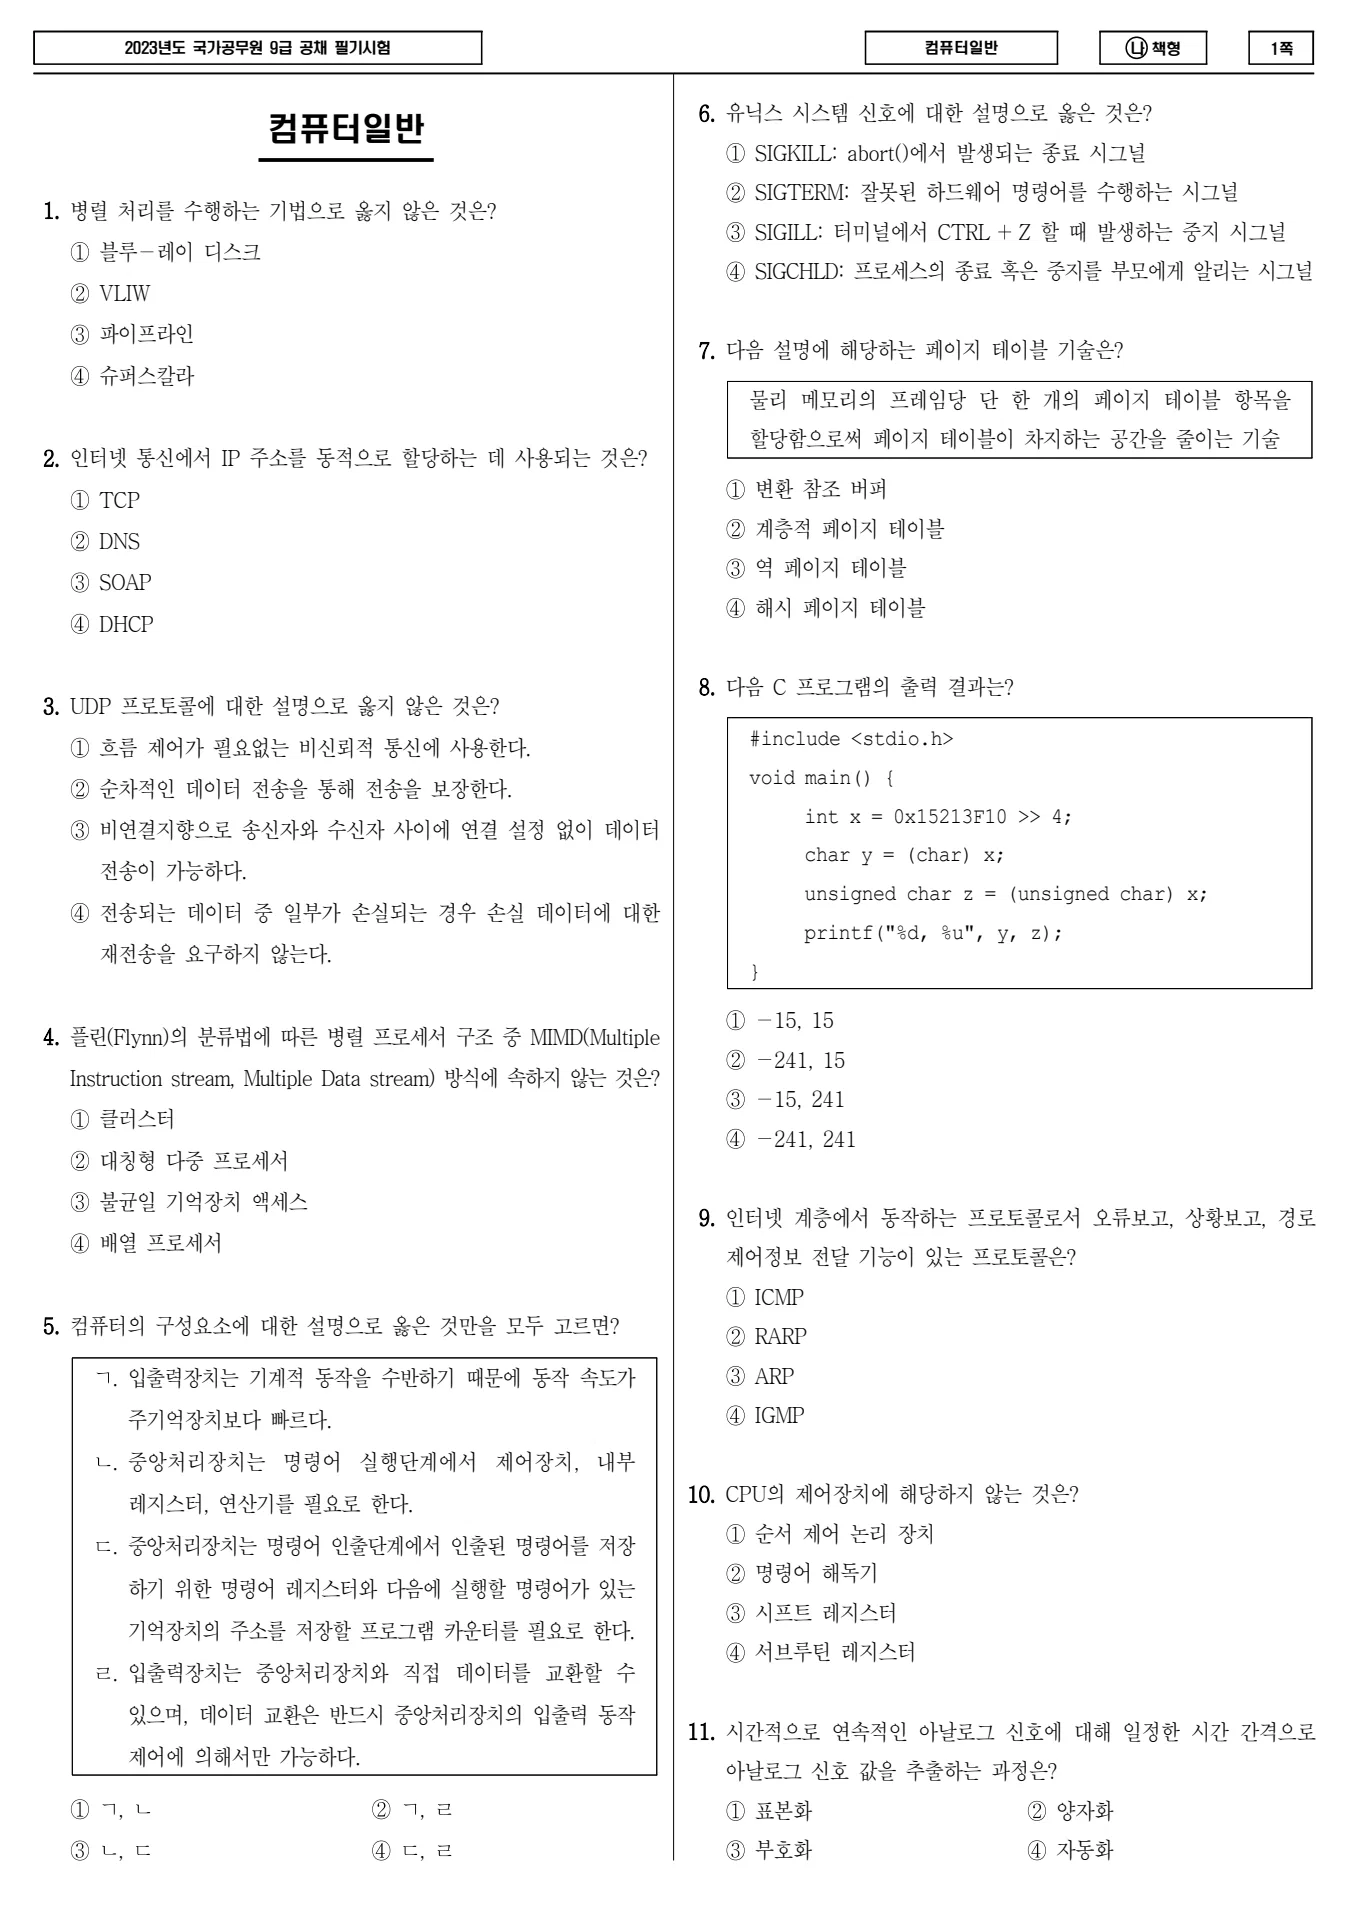 2023년도 국가공무원 9급 공채 필기시험
컴퓨터일반
㉯ 책형
1쪽
컴퓨터일반
1. 병렬 처리를 수행하는 기법으로 옳지 않은 것은?
① 블루-레이 디스크
② VLIW
③ 파이프라인
④ 슈퍼스칼라
2. 인터넷 통신에서 IP 주소를 동적으로 할당하는 데 사용되는 것은?
① TCP
② DNS
③ SOAP
④ DHCP
3. UDP 프로토콜에 대한 설명으로 옳지 않은 것은?
① 흐름 제어가 필요없는 비신뢰적 통신에 사용한다.
② 순차적인 데이터 전송을 통해 전송을 보장한다.
③ 비연결지향으로 송신자와 수신자 사이에 연결 설정 없이 데이터
전송이 가능하다.
④ 전송되는 데이터 중 일부가 손실되는 경우 손실 데이터에 대한
재전송을 요구하지 않는다.
4. 플린(Flynn)의 분류법에 따른 병렬 프로세서 구조 중 MIMD(Multiple
Instruction stream, Multiple Data stream) 방식에 속하지 않는 것은?
① 클러스터
② 대칭형 다중 프로세서
③ 불균일 기억장치 액세스
④ 배열 프로세서
5. 컴퓨터의 구성요소에 대한 설명으로 옳은 것만을 모두 고르면?
ㄱ. 입출력장치는 기계적 동작을 수반하기 때문에 동작 속도가
주기억장치보다 빠르다.
ㄴ. 중앙처리장치는 명령어 실행단계에서 제어장치, 내부
레지스터, 연산기를 필요로 한다.
ㄷ. 중앙처리장치는 명령어 인출단계에서 인출된 명령어를 저장
하기 위한 명령어 레지스터와 다음에 실행할 명령어가 있는
기억장치의 주소를 저장할 프로그램 카운터를 필요로 한다.
ㄹ. 입출력장치는 중앙처리장치와 직접 데이터를 교환할 수
있으며, 데이터 교환은 반드시 중앙처리장치의 입출력 동작
제어에 의해서만 가능하다.
① ㄱ, ㄴ ② ㄱ, ㄹ
③ ㄴ, ㄷ ④ ㄷ, ㄹ
6. 유닉스 시스템 신호에 대한 설명으로 옳은 것은?
① SIGKILL: abort()에서 발생되는 종료 시그널
② SIGTERM: 잘못된 하드웨어 명령어를 수행하는 시그널
③ SIGILL: 터미널에서 CTRL + Z 할 때 발생하는 중지 시그널
④ SIGCHLD: 프로세스의 종료 혹은 중지를 부모에게 알리는 시그널
7. 다음 설명에 해당하는 페이지 테이블 기술은?
물리 메모리의 프레임당 단 한 개의 페이지 테이블 항목을
할당함으로써 페이지 테이블이 차지하는 공간을 줄이는 기술
① 변환 참조 버퍼
② 계층적 페이지 테이블
③ 역 페이지 테이블
④ 해시 페이지 테이블
8. 다음 C 프로그램의 출력 결과는?
#include <stdio.h>
void main() {
int x = 0x15213F10 >> 4;
char y = (char) x;
unsigned char z = (unsigned char) x;
printf("%d, %u", y, z);
}
① -15, 15
② -241, 15
③ -15, 241
④ -241, 241
9. 인터넷 계층에서 동작하는 프로토콜로서 오류보고, 상황보고, 경로
제어정보 전달 기능이 있는 프로토콜은?
① ICMP
② RARP
③ ARP
④ IGMP
10. CPU의 제어장치에 해당하지 않는 것은?
① 순서 제어 논리 장치
② 명령어 해독기
③ 시프트 레지스터
④ 서브루틴 레지스터
11. 시간적으로 연속적인 아날로그 신호에 대해 일정한 시간 간격으로
아날로그 신호 값을 추출하는 과정은?
① 표본화 ② 양자화
③ 부호화 ④ 자동화